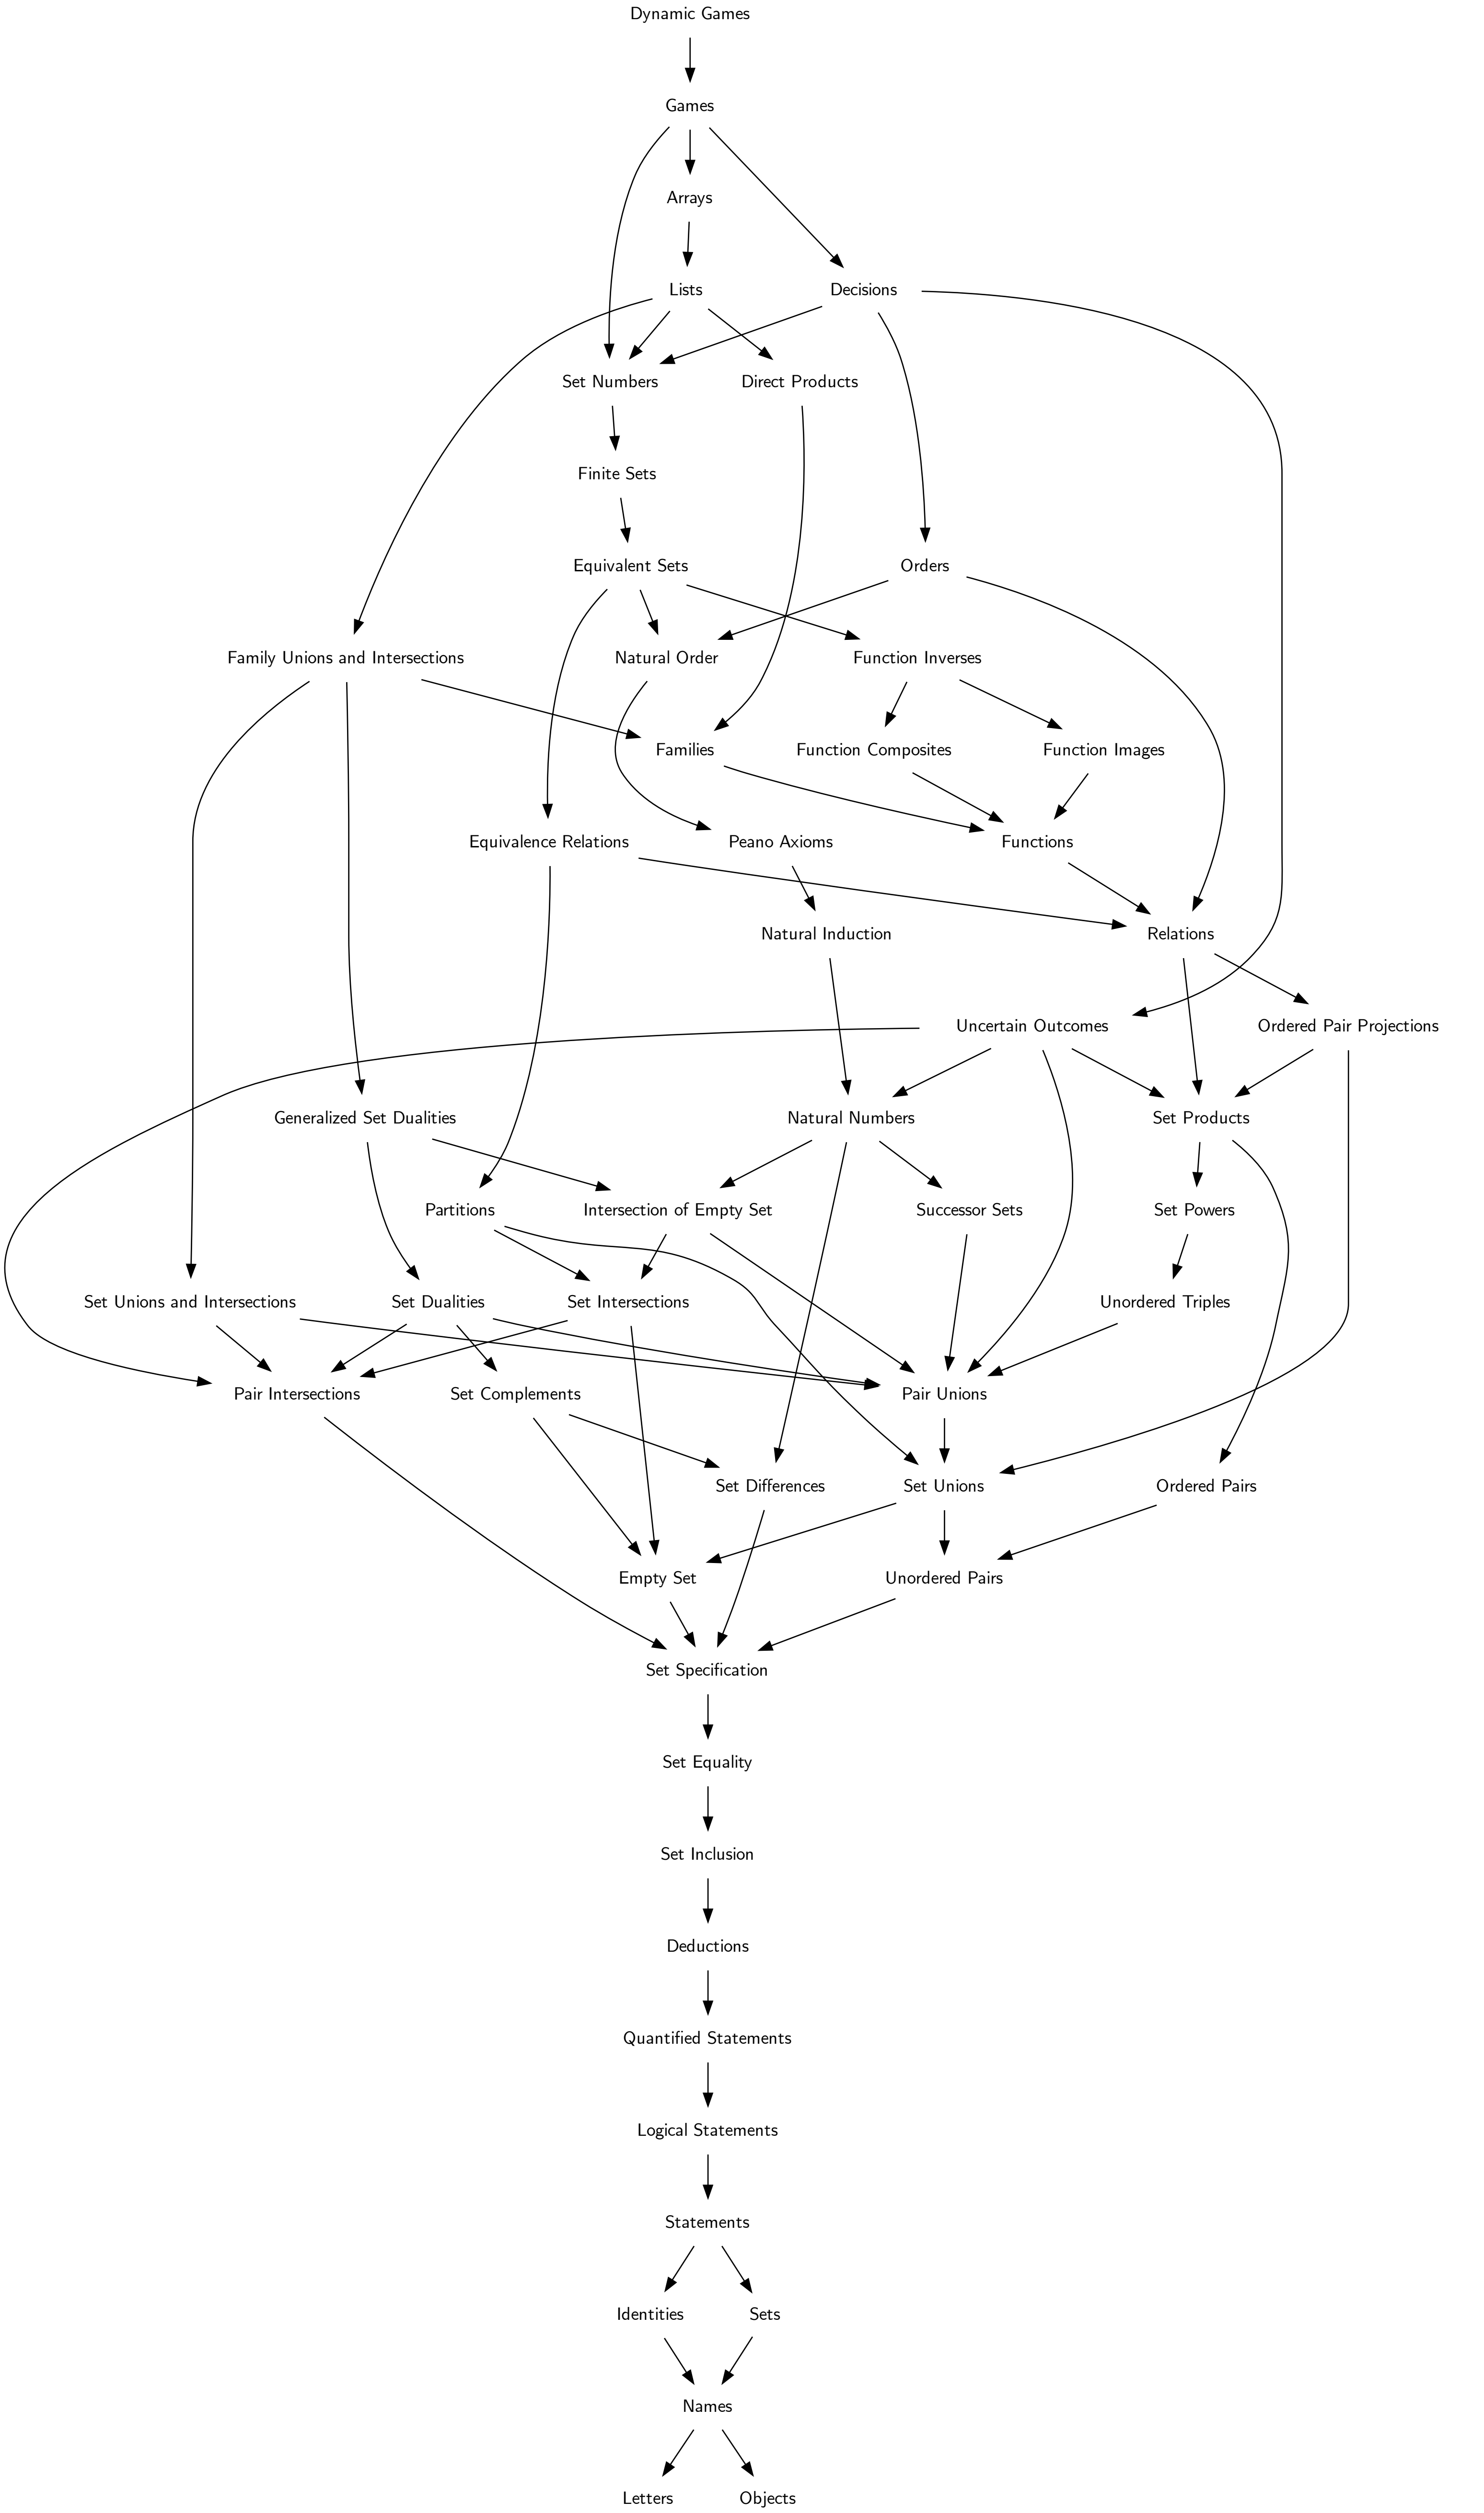 Dynamic Games
Games
Arrays
Lists
Decisions
Set Numbers
Direct Products
Finite Sets
Equivalent Sets
Orders
Family Unions and Intersections
Natural Order
Function Inverses
Families
Function Composites
Function Images
Equivalence Relations
Peano Axioms
Functions
Natural Induction
Relations
Uncertain Outcomes
Ordered Pair Projections
Generalized Set Dualities
Natural Numbers
Set Products
Partitions
Intersection of Empty Set
Successor Sets
Set Powers
Set Unions and Intersections
Set Dualities
Set Intersections
Unordered Triples
Pair Intersections
Set Complements
Pair Unions
Set Differences
Set Unions
Ordered Pairs
Empty Set
Unordered Pairs
Set Specification
Set Equality
Set Inclusion
Deductions
Quantified Statements
Logical Statements
Statements
Identities
Sets
Names
Letters
Objects